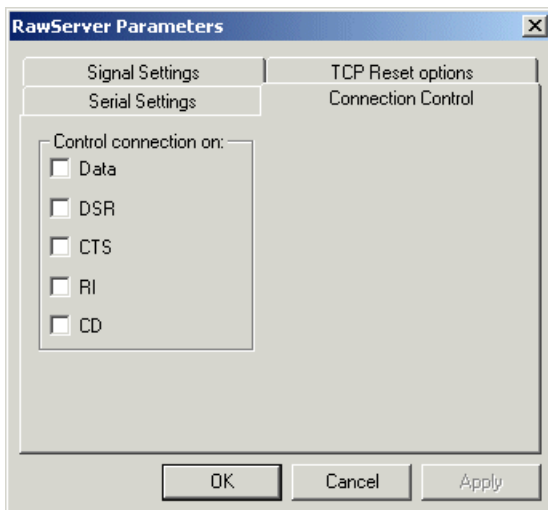 RawServer Parameters
Signal Settings
TCP Reset options
Serial Settings
Connection Control
Control connection on:
Data
DSR
CTS
RI
CD
OK
Cancel
Apply